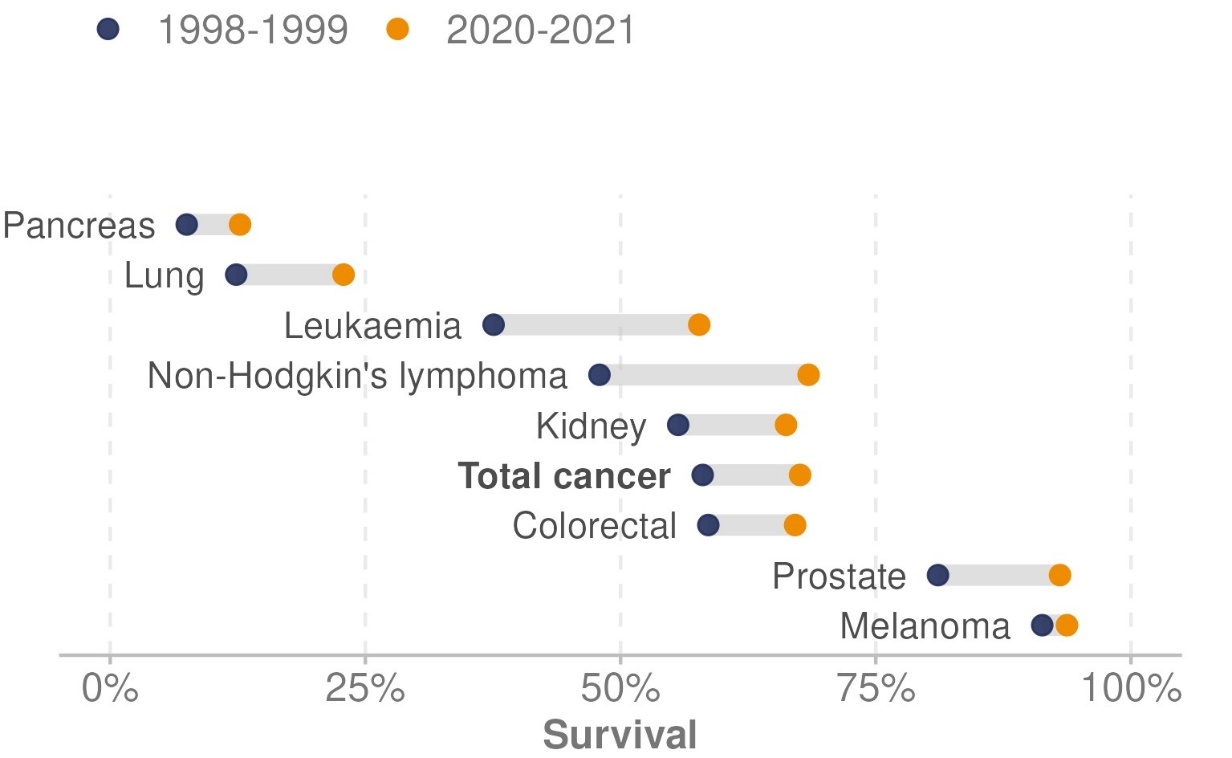 1998-1999 2020-2021
Pancreas
Lung
Leukaemia
Non-Hodgkin's lymphoma
Kidney
Total cancer
Colorectal
Prostate
Melanoma
0% 25% 50% 75% 100%
Survival